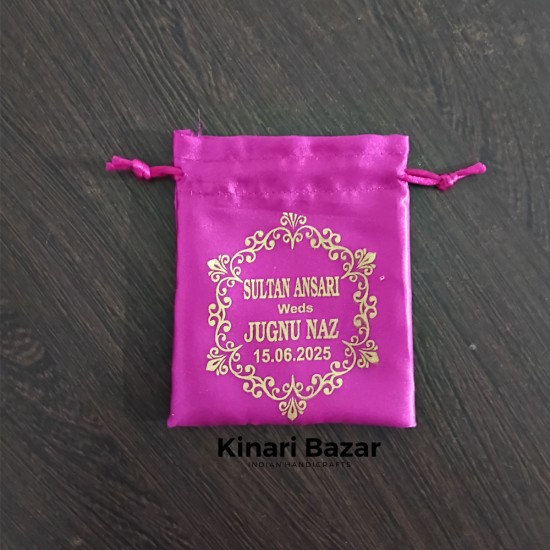 SULTAN ANSARI
Weds
JUGNU NAZ
15.06.2025
Kinari Bazar
INDIAN HANDICRAFTS